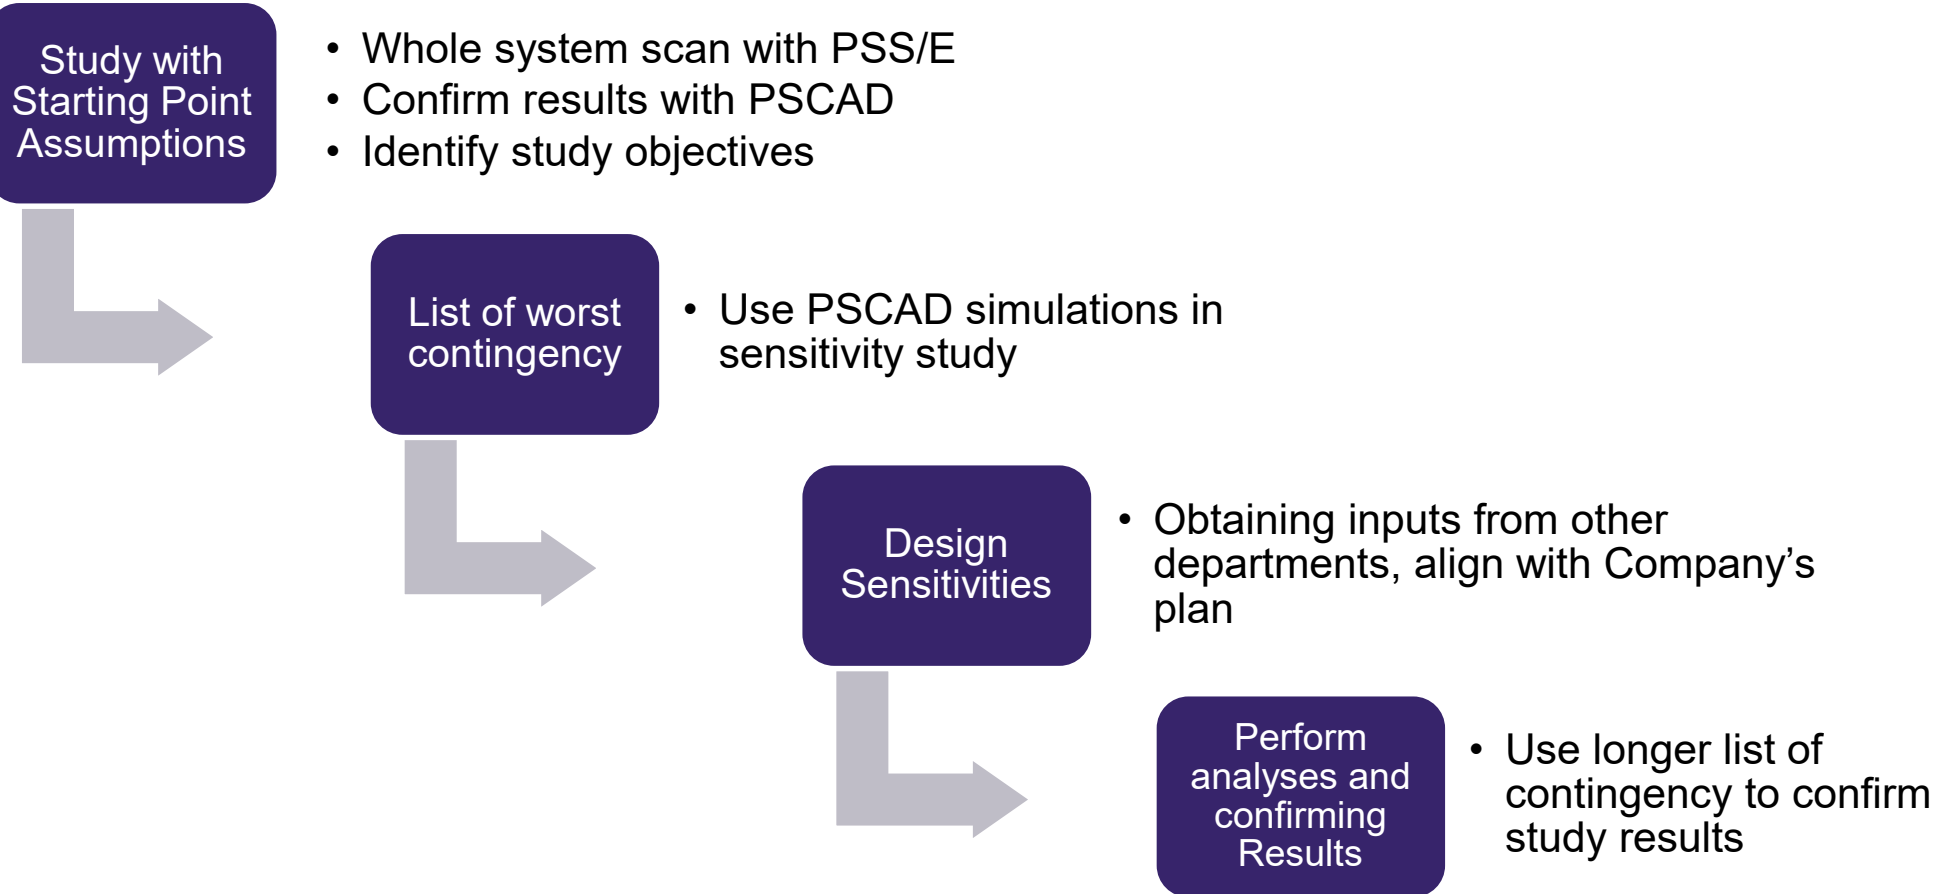 Study with
Starting Point
Assumptions
• Whole system scan with PSS/E
• Confirm results with PSCAD
• Identify study objectives
List of worst
contingency
• Use PSCAD simulations in
sensitivity study
Design
Sensitivities
• Obtaining inputs from other
departments, align with Company’s
plan
Perform
analyses and
confirming
Results
• Use longer list of
contingency to confirm
study results